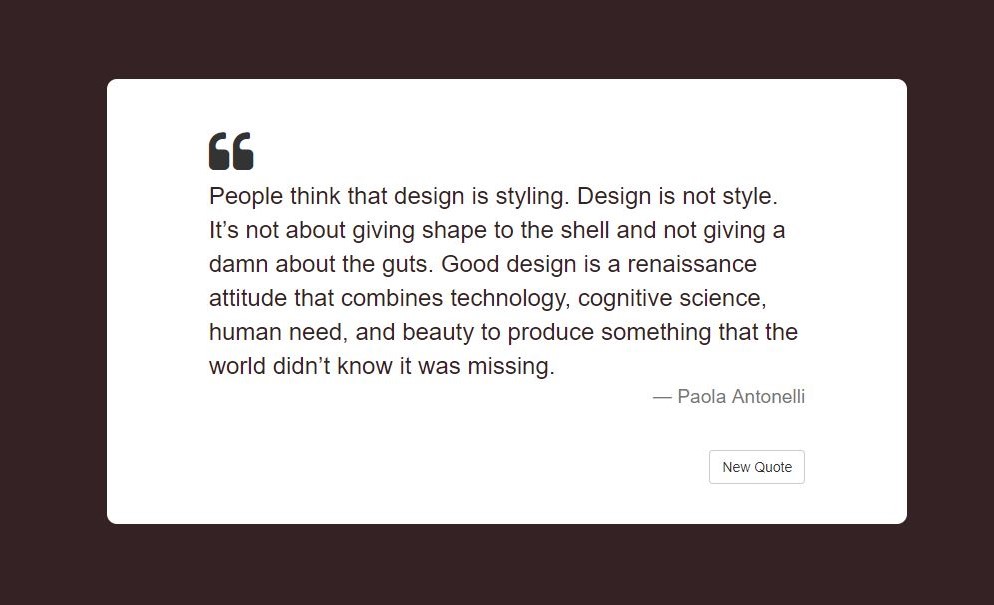 “
People think that design is styling. Design is not style.
It’s not about giving shape to the shell and not giving a
damn about the guts. Good design is a renaissance
attitude that combines technology, cognitive science,
human need, and beauty to produce something that the
world didn’t know it was missing.
— Paola Antonelli
New Quote